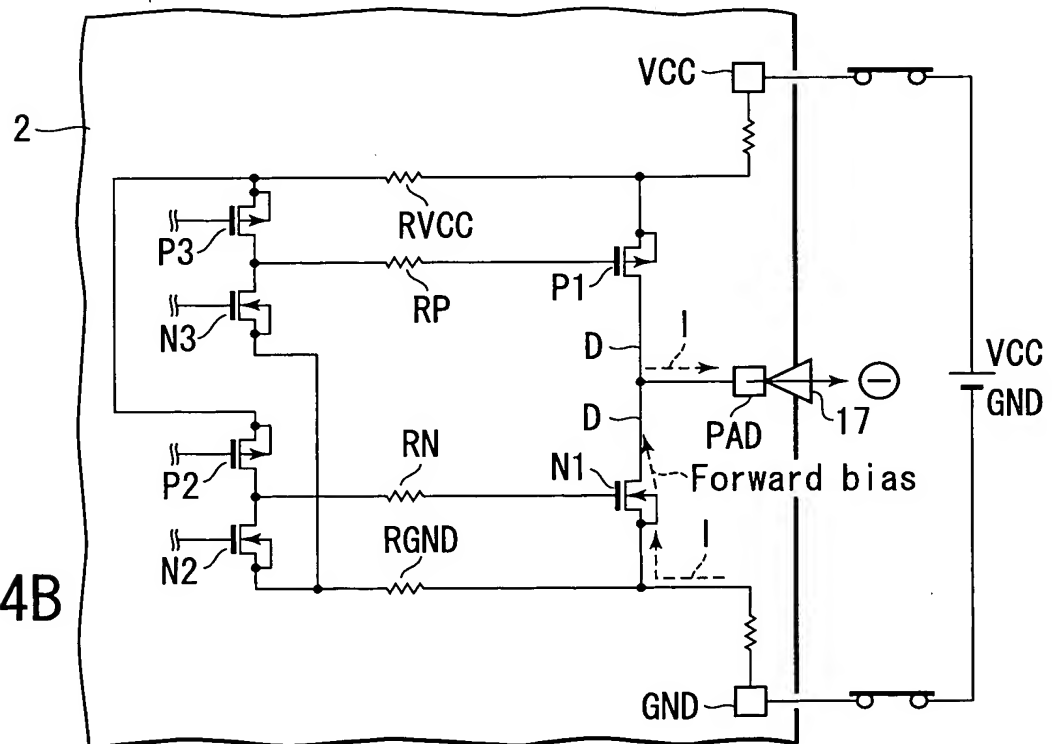 VCC
2
RVCC
P3
P1
RP
N3
D
I
VCC
GND
PAD
17
D
RN
N1
Forward bias
P2
RGND
I
N2
4B
GND